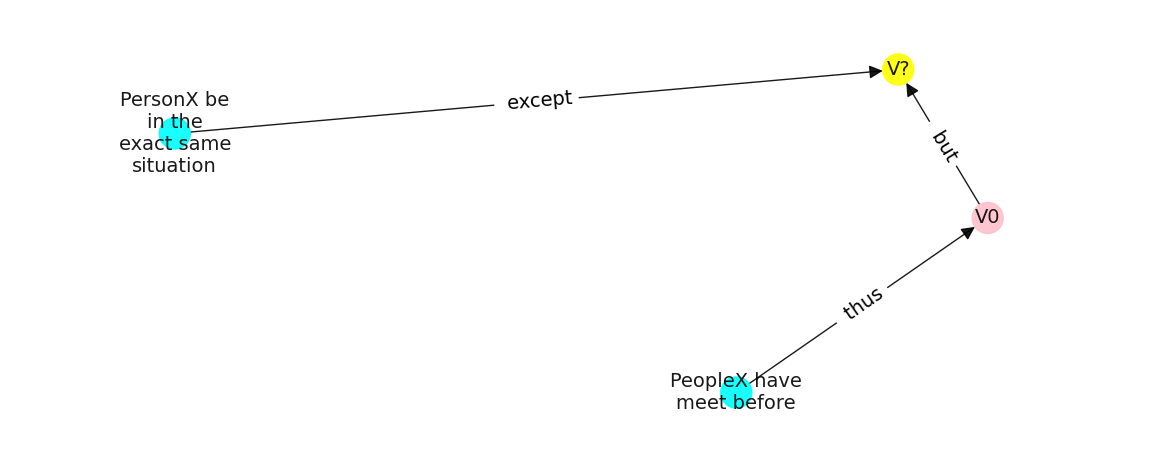 V?
PersonX be
in the
exact same
situation
except
but
V0
thus
PeopleX have
meet before